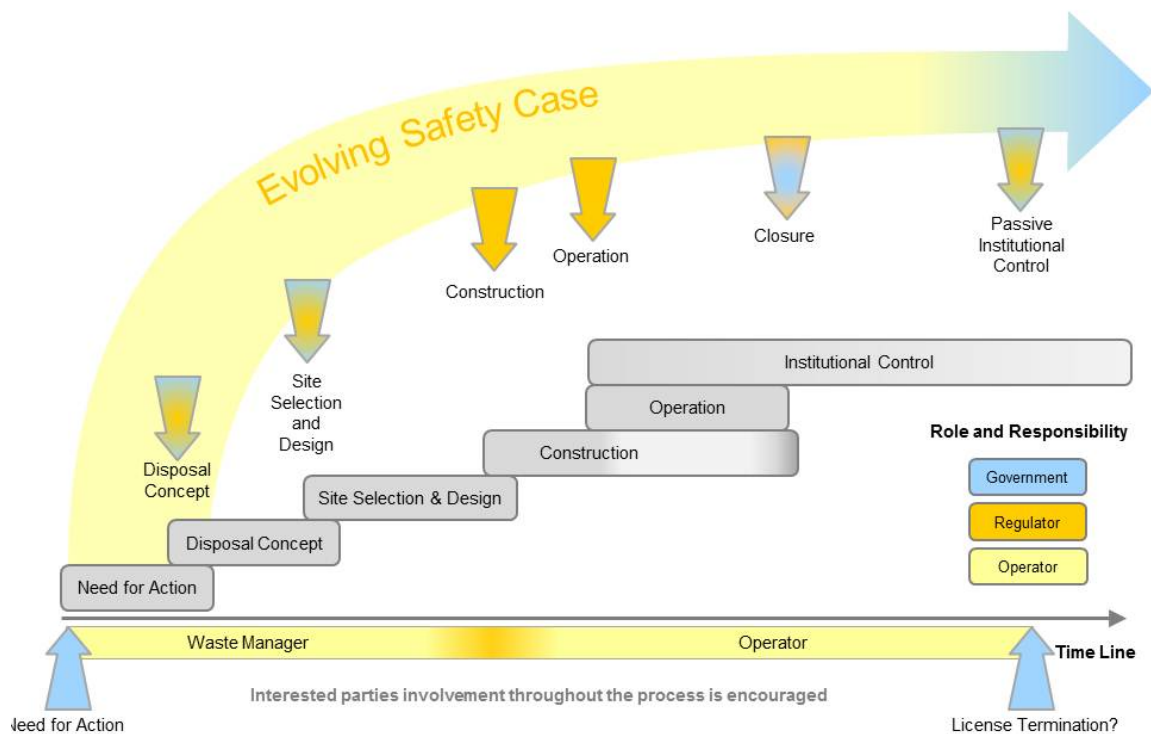 Evolving Safety Case
Passive
Institutional
Control
Closure
Operation
Construction
Site
Selection
and
Design
Disposal
Concept
Institutional Control
Operation
Construction
Site Selection & Design
Disposal Concept
Need for Action
Role and Responsibility
Government
Regulator
Operator
Waste Manager
Operator
Time Line
Interested parties involvement throughout the process is encouraged
Need for Action
License Termination?